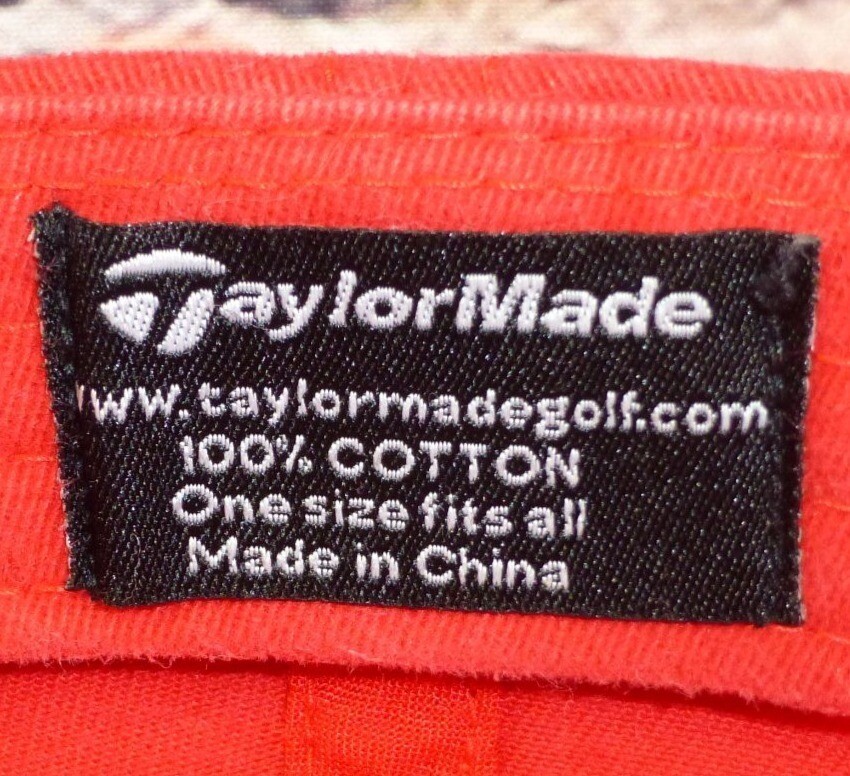 TaylorMade
www.taylormadegolf.com
100% COTTON
One size fits all
Made in China